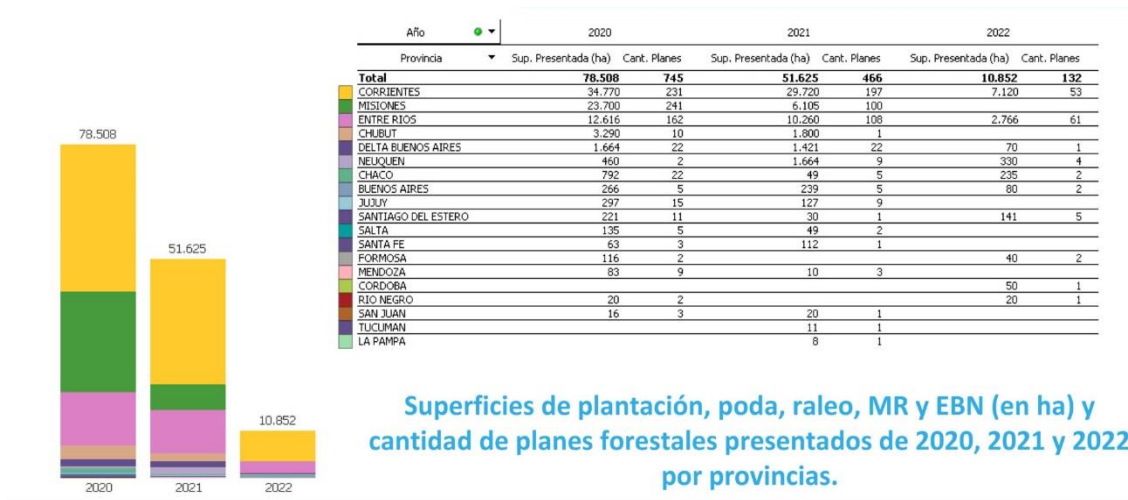 78.508
51.625
10.852
2020 2021 2022
Año 2020 2021 2022
Provincia Sup. Presentada (ha) Cant. Planes Sup. Presentada (ha) Cant. Planes Sup. Presentada (ha) Cant. Planes
Total 78.508 745 51.625 466 10.852 132
CORRIENTES 34.770 231 29.720 197 7.120 53
MISIONES 23.700 241 6.105 100
ENTRE RIOS 12.616 162 10.260 108 2.766 61
CHUBUT 3.290 10 1.800 1
DELTA BUENOS AIRES 1.664 22 1.421 22 70 1
NEUQUEN 460 2 1.664 9 330 4
CHACO 792 22 49 5 235 2
BUENOS AIRES 266 5 239 5 80 2
JUJUY 297 15 127 9
SANTIAGO DEL ESTERO 221 11 30 1 141 5
SALTA 135 5 49 2
SANTA FE 63 3 112 1
FORMOSA 116 2 40 2
MENDOZA 83 9 10 3
CORDOBA 50 1
RIO NEGRO 20 2 20 1
SAN JUAN 16 3 20 1
TUCUMAN 11 1
LA PAMPA 8 1
Superficies de plantación, poda, raleo, MR y EBN (en ha) y
cantidad de planes forestales presentados de 2020, 2021 y 2022
por provincias.